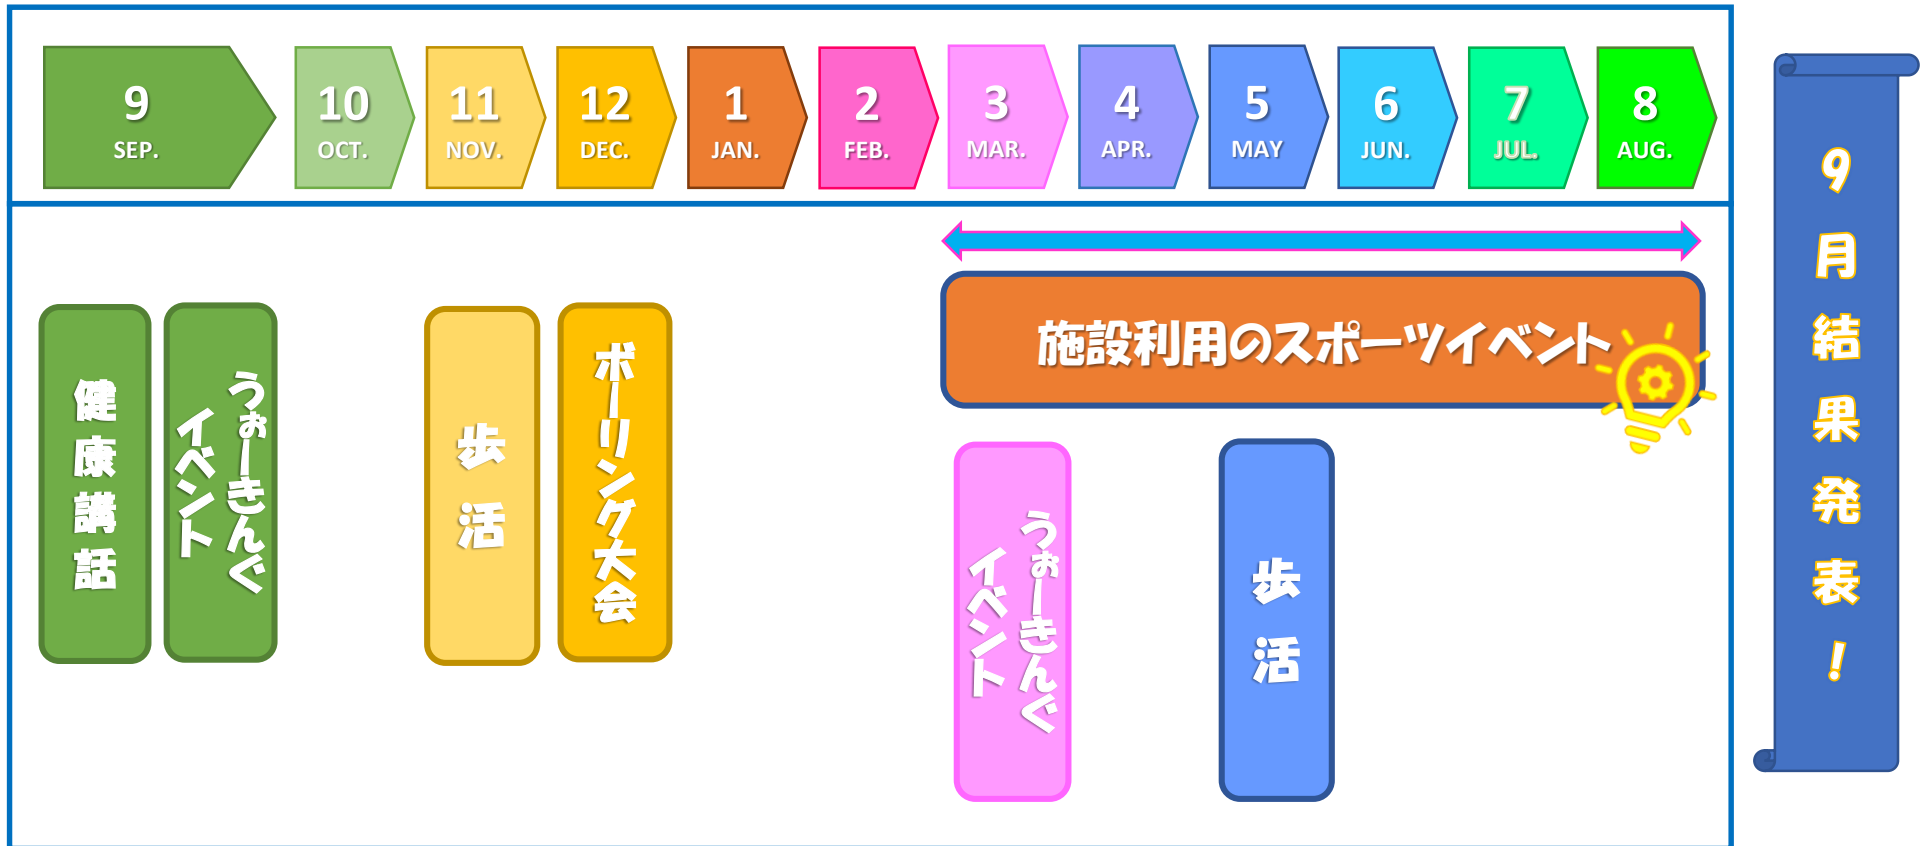 9
SEP.
10
OCT.
11
NOV.
12
DEC.
1
JAN.
2
FEB.
3
MAR.
4
APR.
5
MAY
6
JUN.
7
JUL.
8
AUG.
健康講話
うぉーきんぐ
イベント
歩活
ボーリング大会
施設利用のスポーツイベント
うぉーきんぐ
イベント
歩活
9月結果発表!